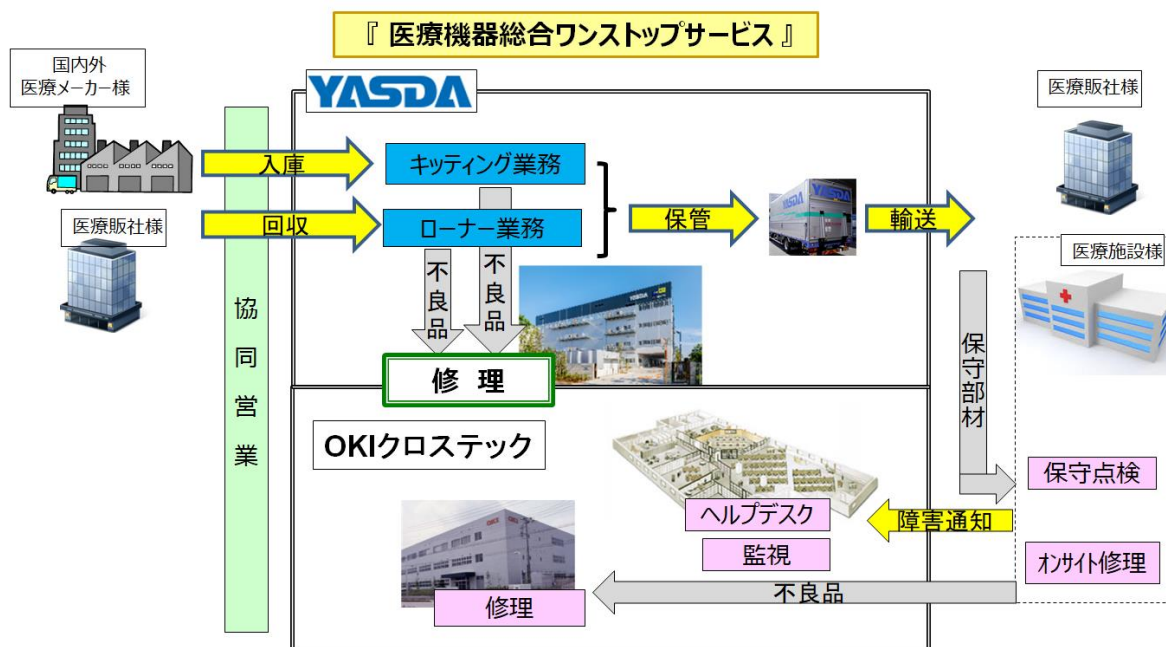 『 医療機器総合ワンストップサービス 』
国内外
医療メーカー様
YASDA
医療販社様
入庫
キッティング業務
医療販社様
回収
ローナー業務
保管
YASDA
輸送
医療施設様
不良品
不良品
YASDA
協同営業
修 理
保守部材
OKIクロステック
保守点検
ヘルプデスク
障害通知
監視
オンサイト修理
OKI
不良品
修理